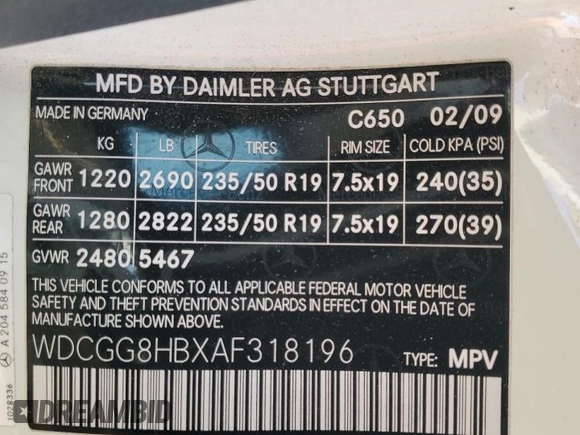 MFD BY DAIMLER AG STUTTGART
MADE IN GERMANY C650 02/09
KG LB TIRES RIM SIZE COLD KPA (PSI)
GAWR FRONT 1220 2690 235/50 R19 7.5x19 240(35)
GAWR REAR 1280 2822 235/50 R19 7.5x19 270(39)
GVWR 2480 5467
THIS VEHICLE CONFORMS TO ALL APPLICABLE FEDERAL MOTOR VEHICLE
SAFETY AND THEFT PREVENTION STANDARDS IN EFFECT ON THE DATE
OF MANUFACTURE SHOWN ABOVE.
WDCGG8HBXAF318196 TYPE: MPV
A 204 584 09 15
1028336
DREAMBID